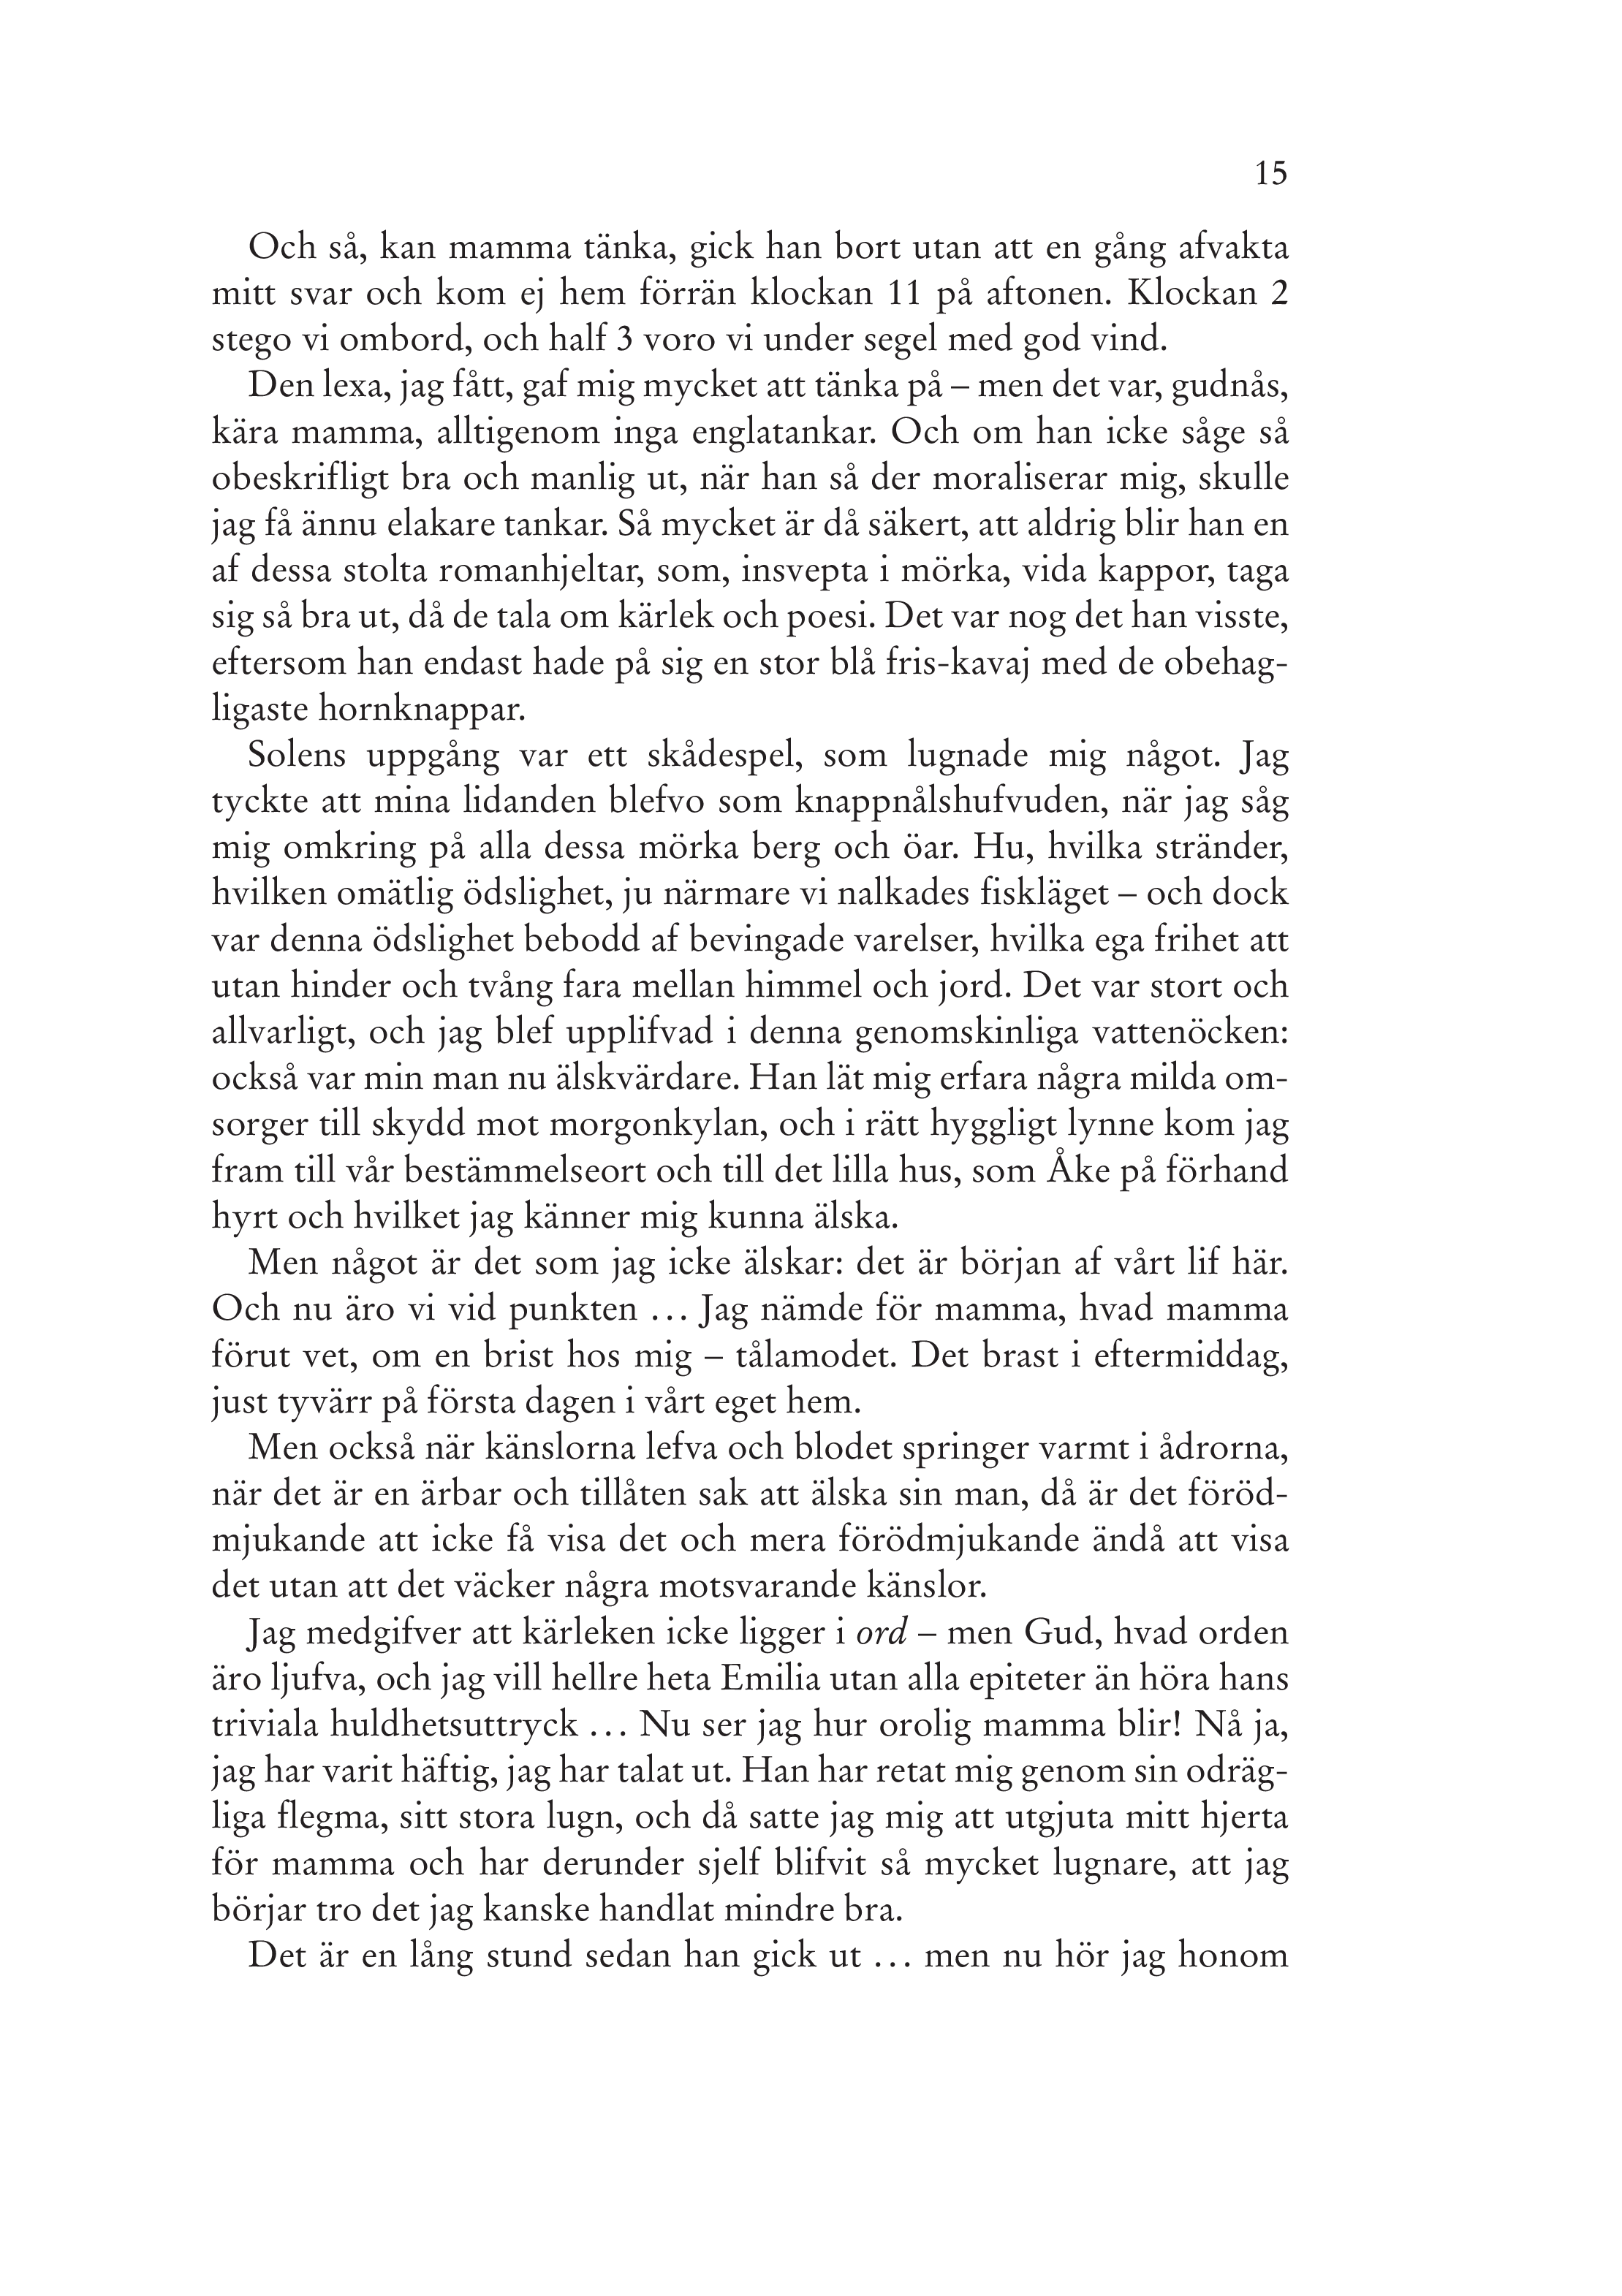 15
Och så, kan mamma tänka, gick han bort utan att en gång afvakta
mitt svar och kom ej hem förrän klockan 11 på aftonen. Klockan 2
stego vi ombord, och half 3 voro vi under segel med god vind.
Den lexa, jag fått, gaf mig mycket att tänka på – men det var, gudnås,
kära mamma, alltigenom inga englatankar. Och om han icke såge så
obeskrifligt bra och manlig ut, när han så der moraliserar mig, skulle
jag få ännu elakare tankar. Så mycket är då säkert, att aldrig blir han en
af dessa stolta romanhjeltar, som, insvepta i mörka, vida kappor, taga
sig så bra ut, då de tala om kärlek och poesi. Det var nog det han visste,
eftersom han endast hade på sig en stor blå fris-kavaj med de obehag-
ligaste hornknappar.
Solens uppgång var ett skådespel, som lugnade mig något. Jag
tyckte att mina lidanden blefvo som knappnålshufvuden, när jag såg
mig omkring på alla dessa mörka berg och öar. Hu, hvilka stränder,
hvilken omätlig ödslighet, ju närmare vi nalkades fiskläget – och dock
var denna ödslighet bebodd af bevingade varelser, hvilka ega frihet att
utan hinder och tvång fara mellan himmel och jord. Det var stort och
allvarligt, och jag blef upplifvad i denna genomskinliga vattenöcken:
också var min man nu älskvärdare. Han lät mig erfara några milda om-
sorger till skydd mot morgonkylan, och i rätt hyggligt lynne kom jag
fram till vår bestämmelseort och till det lilla hus, som Åke på förhand
hyrt och hvilket jag känner mig kunna älska.
Men något är det som jag icke älskar: det är början af vårt lif här.
Och nu äro vi vid punkten … Jag nämde för mamma, hvad mamma
förut vet, om en brist hos mig – tålamodet. Det brast i eftermiddag,
just tyvärr på första dagen i vårt eget hem.
Men också när känslorna lefva och blodet springer varmt i ådrorna,
när det är en ärbar och tillåten sak att älska sin man, då är det föröd-
mjukande att icke få visa det och mera förödmjukande ändå att visa
det utan att det väcker några motsvarande känslor.
Jag medgifver att kärleken icke ligger i ord – men Gud, hvad orden
äro ljufva, och jag vill hellre heta Emilia utan alla epiteter än höra hans
triviala huldhetsuttryck … Nu ser jag hur orolig mamma blir! Nå ja,
jag har varit häftig, jag har talat ut. Han har retat mig genom sin odräg-
liga flegma, sitt stora lugn, och då satte jag mig att utgjuta mitt hjerta
för mamma och har derunder sjelf blifvit så mycket lugnare, att jag
börjar tro det jag kanske handlat mindre bra.
Det är en lång stund sedan han gick ut … men nu hör jag honom